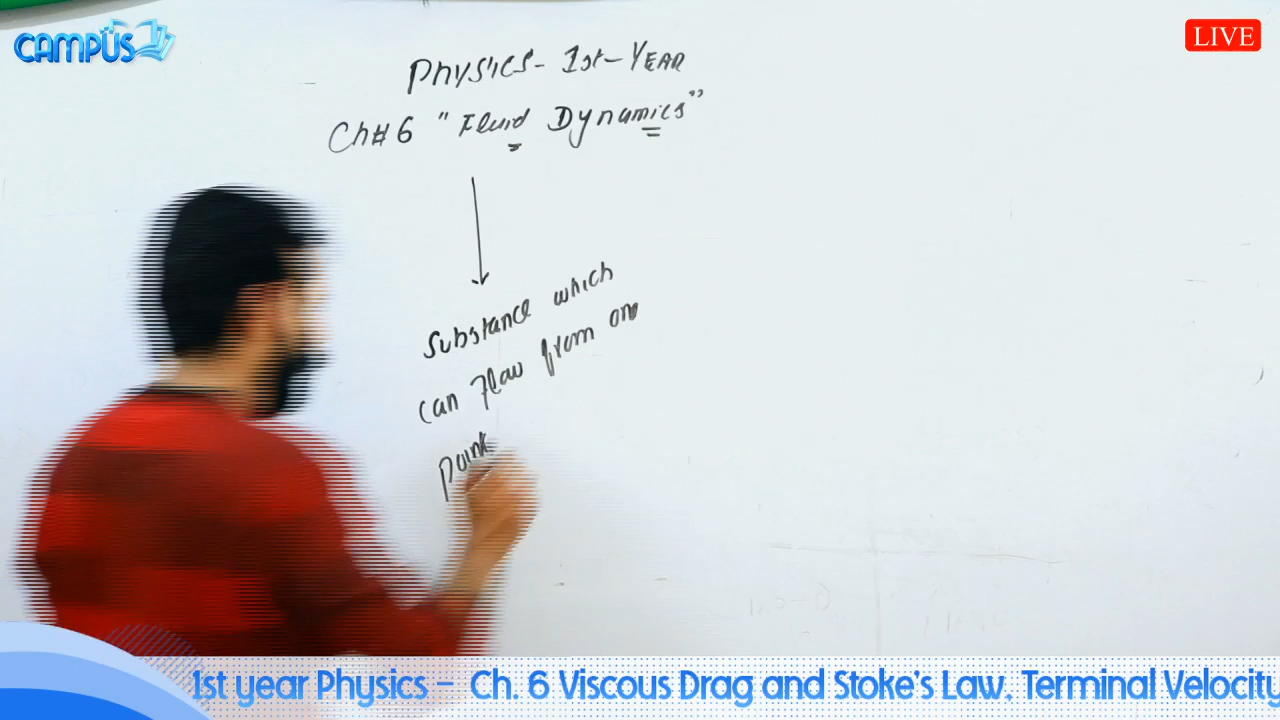 CAMPUS
LIVE
Physics - 1st - YEAR
Ch# 6 "Fluid Dynamics"
Substance which
can flow from one
point
1st year Physics - Ch. 6 Viscous Drag and Stoke's Law, Terminal Velocity